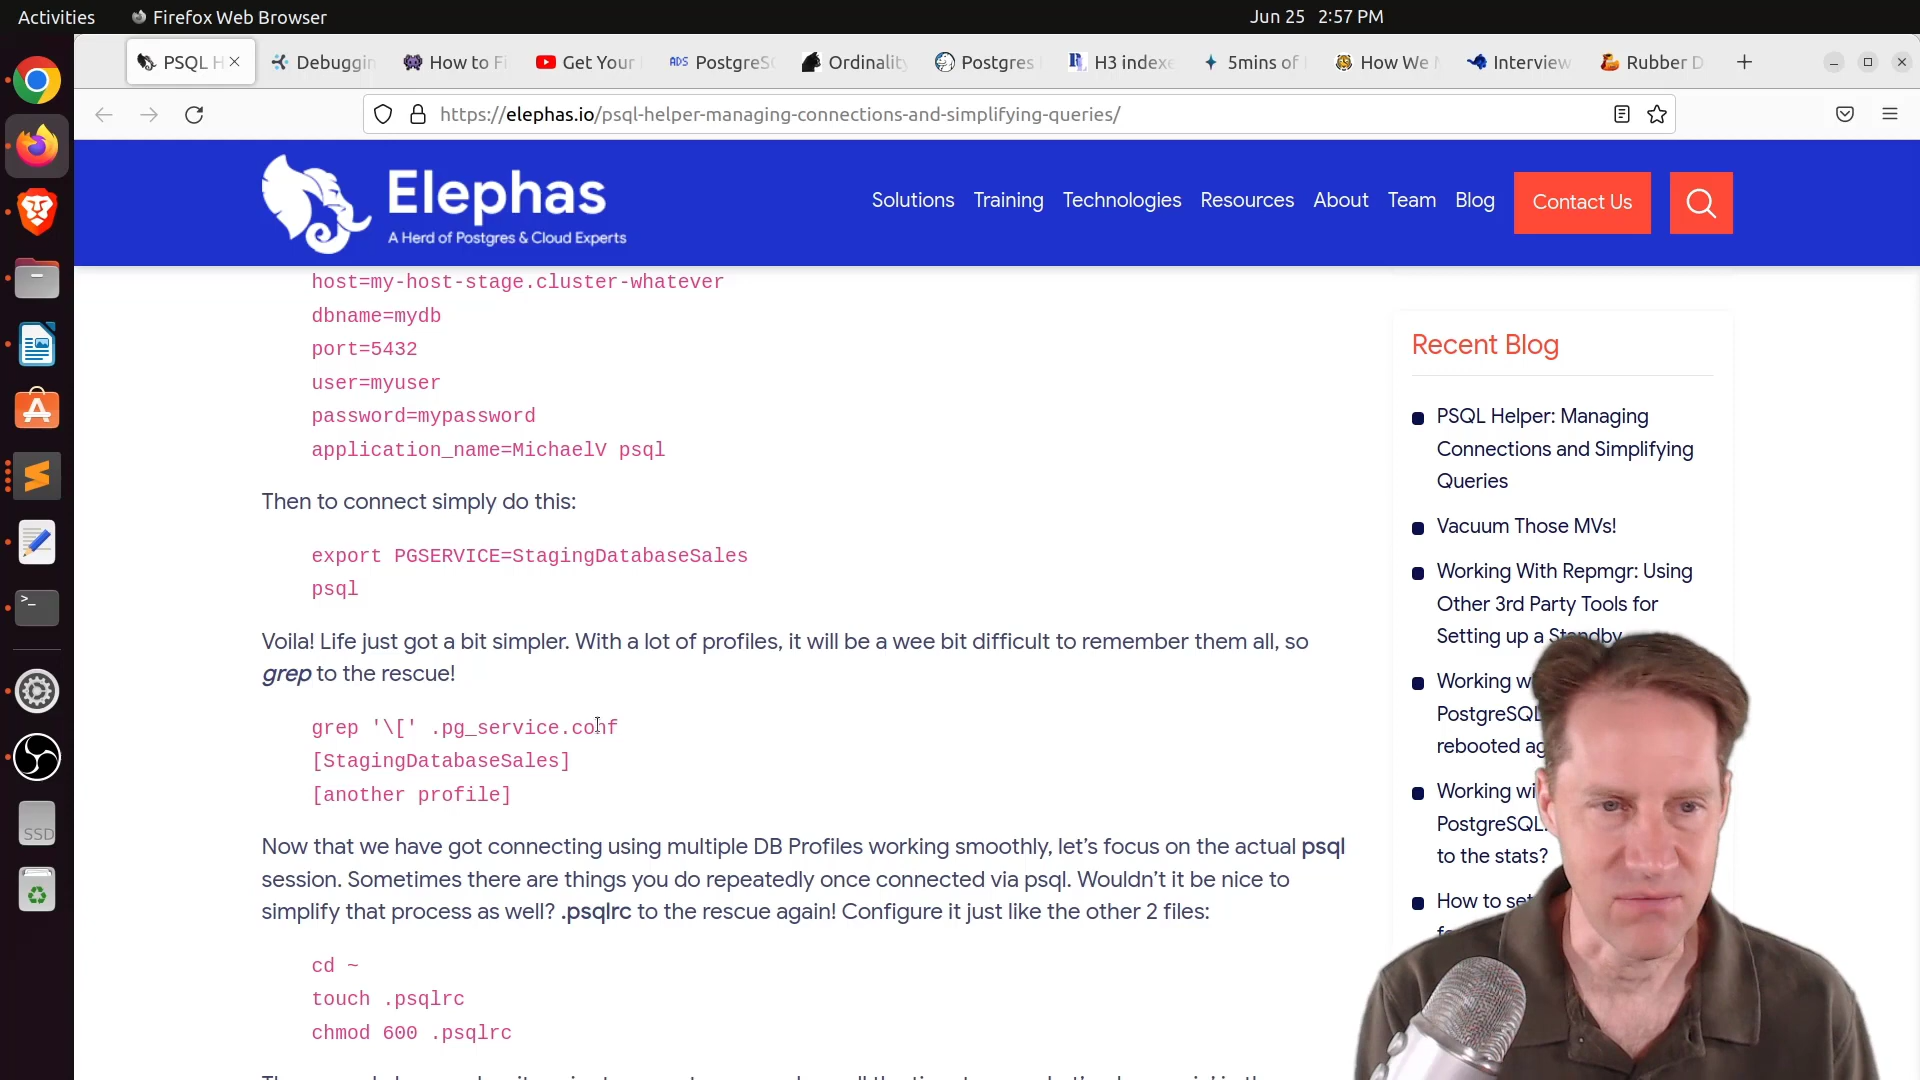 Activities
Firefox Web Browser
Jun 25 2:57 PM
PSQL H
Debuggin
How to Fi
Get Your
ADS
PostgreSQ
Ordinality
Postgres
H3 indexe
5mins of
How We
Interview
Rubber D
https://elephas.io/psql-helper-managing-connections-and-simplifying-queries/
Elephas
A Herd of Postgres & Cloud Experts
Solutions
Training
Technologies
Resources
About
Team
Blog
Contact Us
host=my-host-stage.cluster-whatever
dbname=mydb
port=5432
user=myuser
password=mypassword
application_name=MichaelV psql
Then to connect simply do this:
export PGSERVICE=StagingDatabaseSales
psql
Voila! Life just got a bit simpler. With a lot of profiles, it will be a wee bit difficult to remember them all, so
grep to the rescue!
grep '\[' .pg_service.conf
[StagingDatabaseSales]
[another profile]
Now that we have got connecting using multiple DB Profiles working smoothly, let's focus on the actual psql
session. Sometimes there are things you do repeatedly once connected via psql. Wouldn't it be nice to
simplify that process as well? .psqlrc to the rescue again! Configure it just like the other 2 files:
cd ~
touch .psqlrc
chmod 600 .psqlrc
Recent Blog
PSQL Helper: Managing
Connections and Simplifying
Queries
Vacuum Those MVs!
Working With Repmgr: Using
Other 3rd Party Tools for
Setting up a Standby
Working w
PostgreSQL
rebooted ag
Working wi
PostgreSQL
to the stats?
How to set
SSD